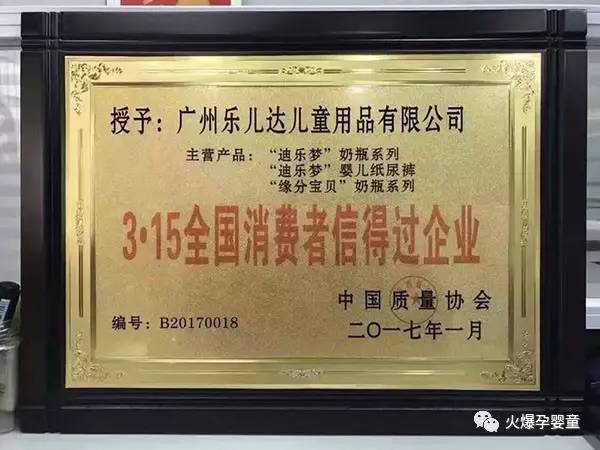 授予：广州乐儿达儿童用品有限公司
主营产品：“迪乐梦”奶瓶系列
“迪乐梦”婴儿纸尿裤
“缘分宝贝”奶瓶系列
3·15全国消费者信得过企业
中国质量协会
编号：B20170018
二〇一七年一月
火爆孕婴童